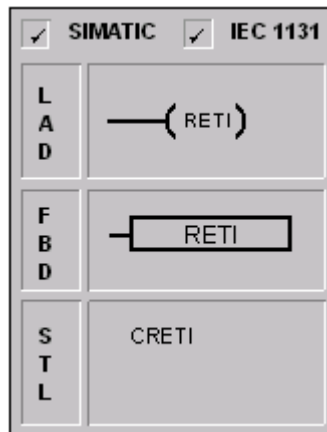 ✓ SIMATIC ✓ IEC 1131
L
A
D
RETI
F
B
D
RETI
S
T
L
CRETI